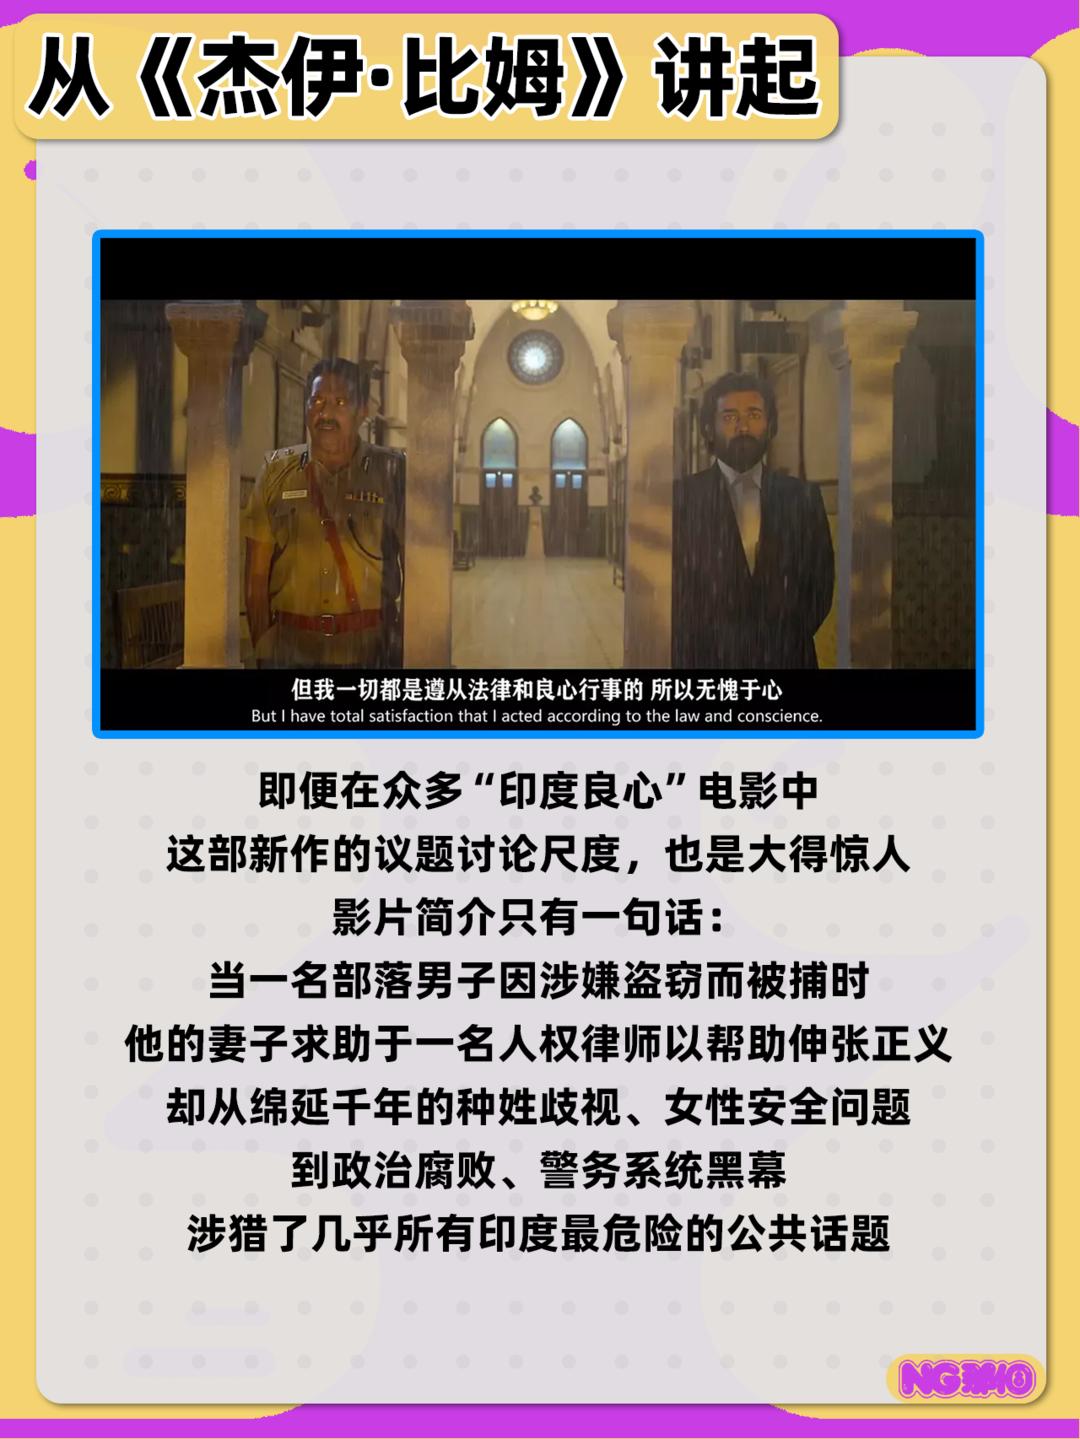 从《杰伊·比姆》讲起
但我一切都是遵从法律和良心行事的 所以无愧于心
But I have total satisfaction that I acted according to the law and conscience.
即便在众多“印度良心”电影中
这部新作的议题讨论尺度，也是大得惊人
影片简介只有一句话：
当一名部落男子因涉嫌盗窃而被捕时
他的妻子求助于一名人权律师以帮助伸张正义
却从绵延千年的种姓歧视、女性安全问题
到政治腐败、警务系统黑幕
涉猎了几乎所有印度最危险的公共话题